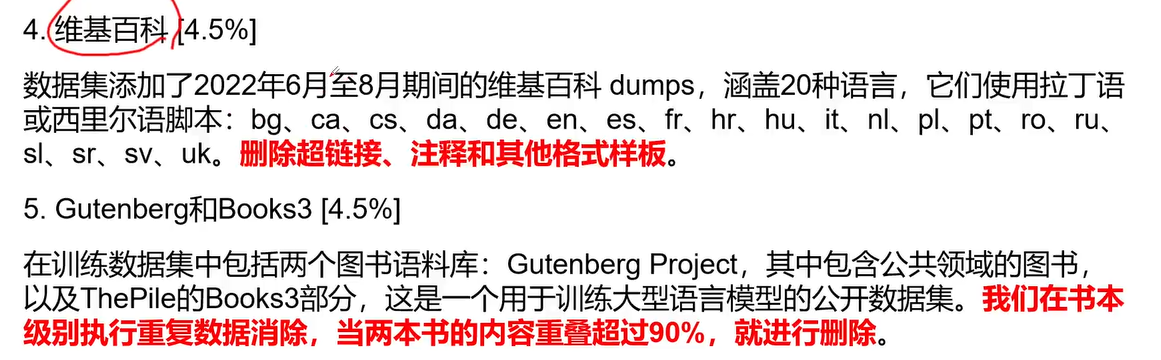 4. 维基百科 [4.5%]
数据集添加了2022年6月至8月期间的维基百科 dumps，涵盖20种语言，它们使用拉丁语
或西里尔语脚本：bg、ca、cs、da、de、en、es、fr、hr、hu、it、nl、pl、pt、ro、ru、
sl、sr、sv、uk。删除超链接、注释和其他格式样板。
5. Gutenberg和Books3 [4.5%]
在训练数据集中包括两个图书语料库：Gutenberg Project，其中包含公共领域的图书，
以及ThePile的Books3部分，这是一个用于训练大型语言模型的公开数据集。我们在书本
级别执行重复数据消除，当两本书的内容重叠超过90%，就进行删除。